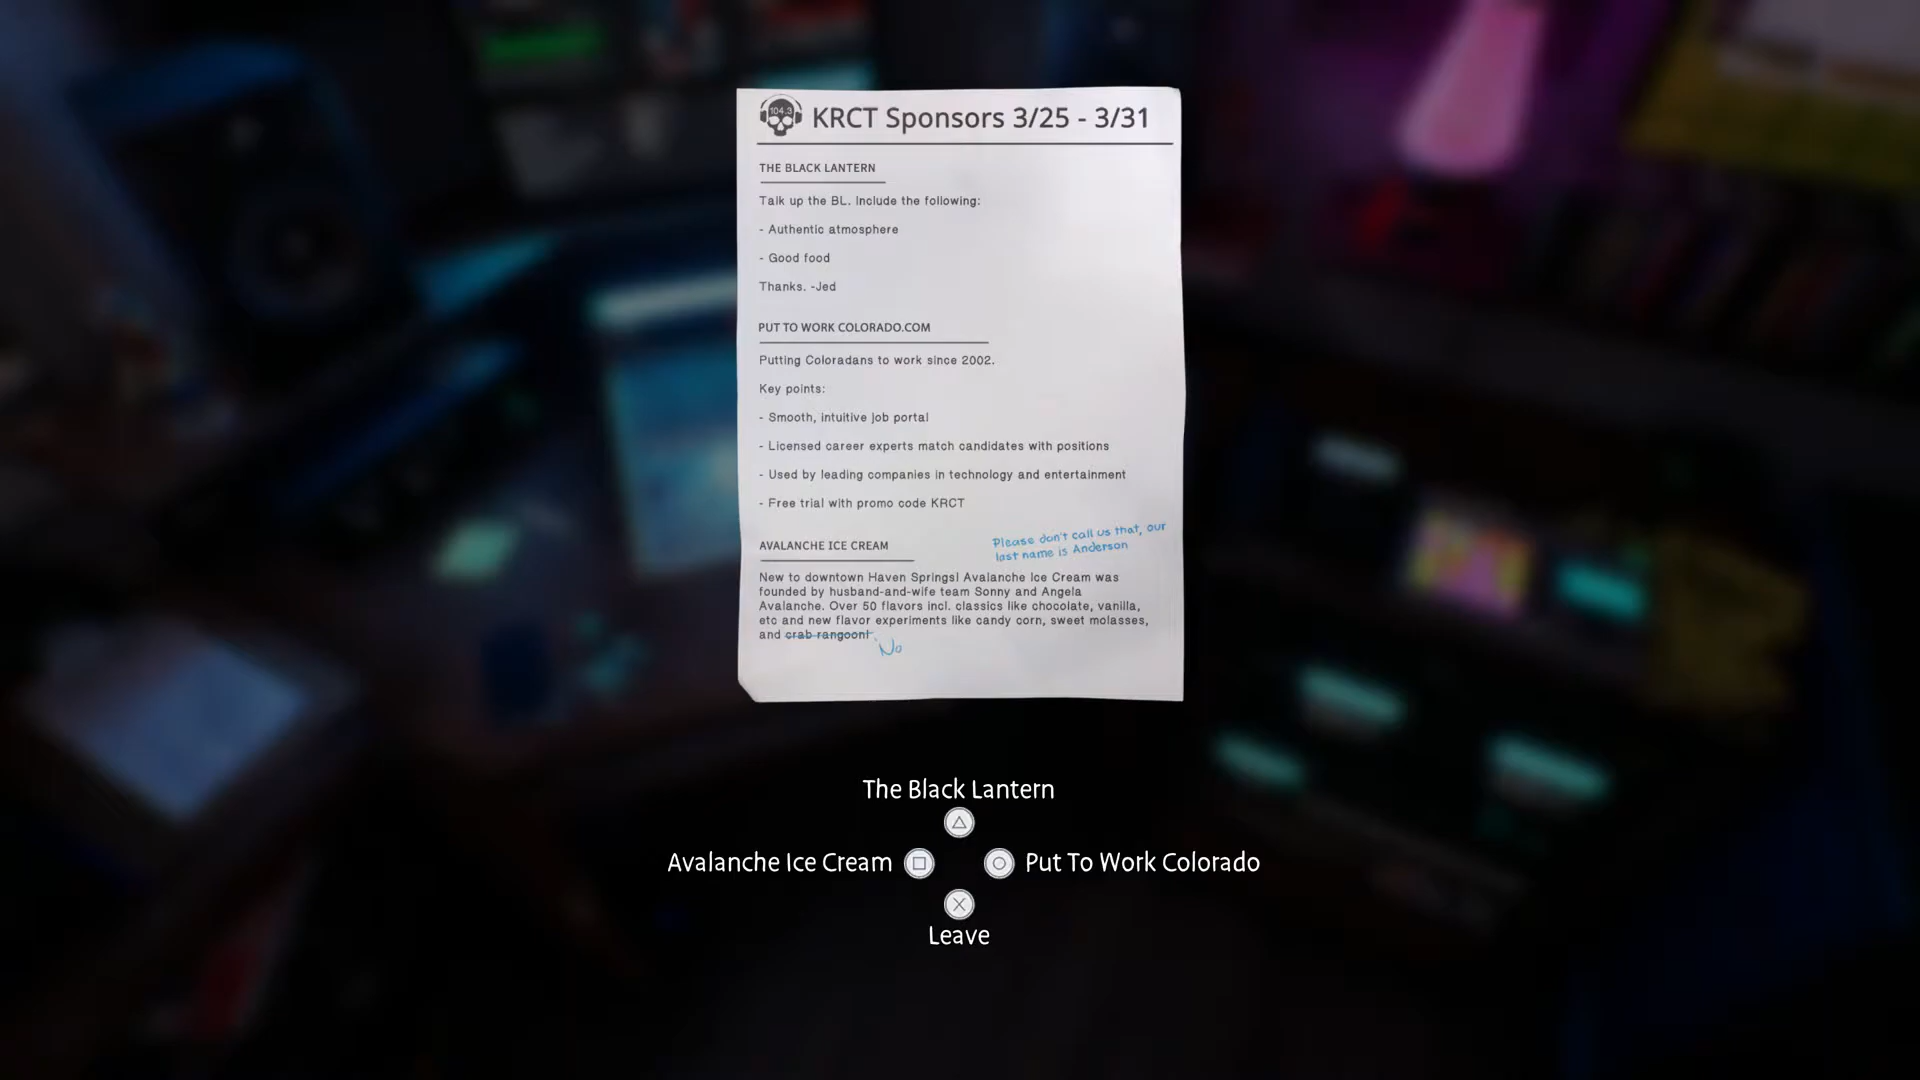 104.3
KRCT Sponsors 3/25 - 3/31
THE BLACK LANTERN
Talk up the BL. Include the following:
- Authentic atmosphere
- Good food
Thanks. -Jed
PUT TO WORK COLORADO.COM
Putting Coloradans to work since 2002.
Key points:
- Smooth, intuitive job portal
- Licensed career experts match candidates with positions
- Used by leading companies in technology and entertainment
- Free trial with promo code KRCT
Please don't call us that, our
last name is Anderson
AVALANCHE ICE CREAM
New to downtown Haven Springs! Avalanche Ice Cream was
founded by husband-and-wife team Sonny and Angela
Avalanche. Over 50 flavors incl. classics like chocolate, vanilla,
etc and new flavor experiments like candy corn, sweet molasses,
and crab rangoon!
No
The Black Lantern
Avalanche Ice Cream
Put To Work Colorado
Leave